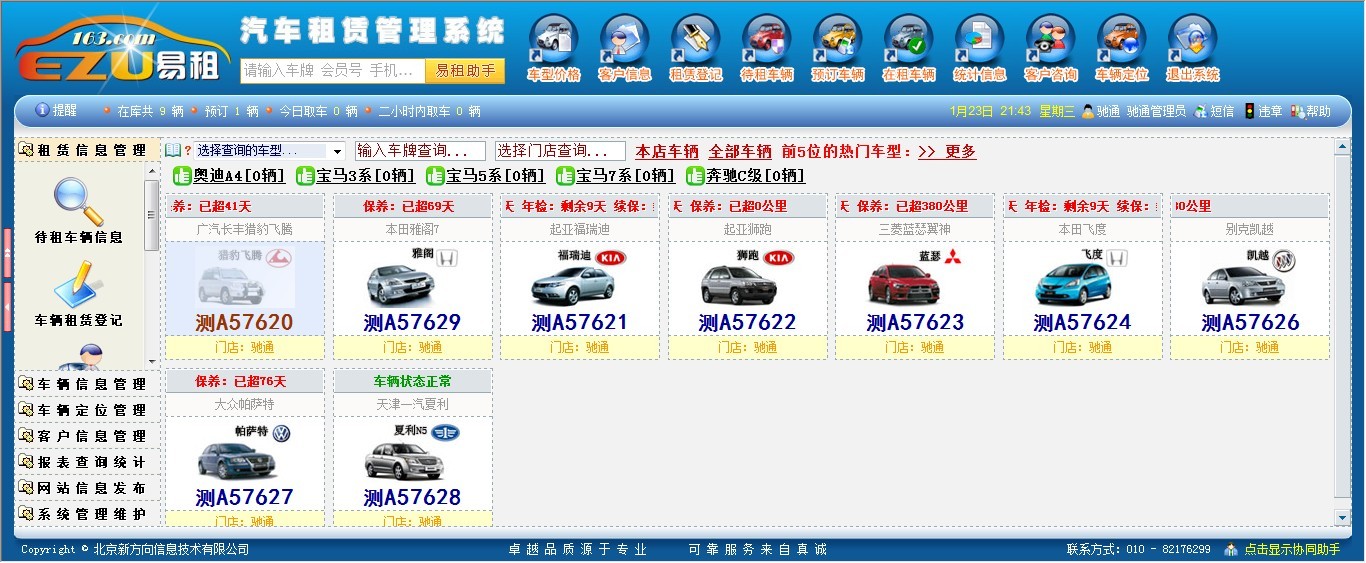 163.com
EZU易租
汽车租赁管理系统
请输入车牌 会员号 手机... 易租助手
车型价格 客户信息 租赁登记 待租车辆 预订车辆 在租车辆 统计信息 客户咨询 车辆定位 退出系统
提醒 在库共 9 辆 预订 1 辆 今日取车 0 辆 二小时内取车 0 辆
1月23日 21:43 星期三 驰通 驰通管理员 短信 违章 帮助
租赁信息管理
待租车辆信息
车辆租赁登记
车辆信息管理
车辆定位管理
客户信息管理
报表查询统计
网站信息发布
系统管理维护
? 选择查询的车型... 输入车牌查询... 选择门店查询... 本店车辆 全部车辆 前5位的热门车型：>> 更多
奥迪A4[0辆] 宝马3系[0辆] 宝马5系[0辆] 宝马7系[0辆] 奔驰C级[0辆]
养：已超41天
广汽长丰猎豹飞腾
猎豹飞腾
测A57620
门店：驰通
保养：已超69天
本田雅阁7
雅阁
测A57629
门店：驰通
天 年检：剩余9天 续保：
起亚福瑞迪
福瑞迪 KIA
测A57621
门店：驰通
天 保养：已超0公里
起亚狮跑
狮跑 KIA
测A57622
门店：驰通
天 保养：已超380公里
三菱蓝瑟翼神
蓝瑟
测A57623
门店：驰通
天 年检：剩余9天 续保：
本田飞度
飞度
测A57624
门店：驰通
0公里
别克凯越
凯越
测A57626
门店：驰通
保养：已超76天
大众帕萨特
帕萨特
测A57627
门店：驰通
车辆状态正常
天津一汽夏利
夏利N5
测A57628
门店：驰通
Copyright © 北京新方向信息技术有限公司 卓越品质源于专业 可靠服务来自真诚 联系方式：010 - 82176299 点击显示协同助手